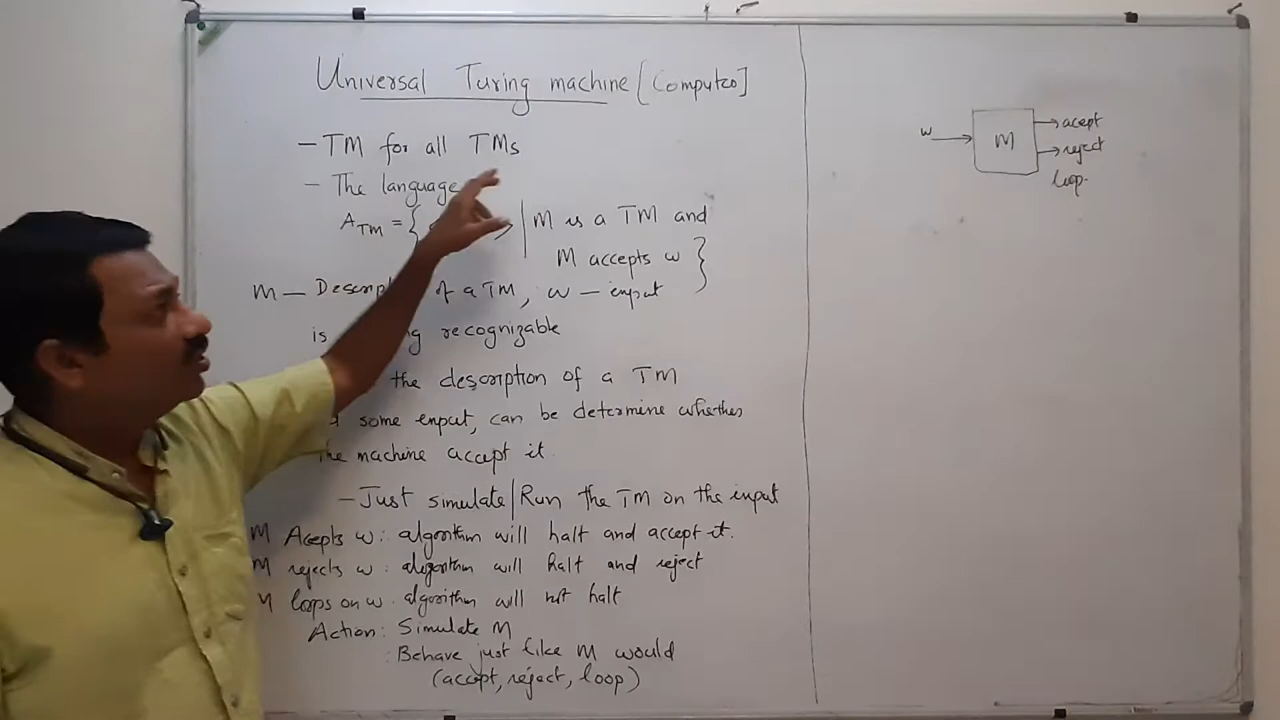 Universal Turing machine [Computer]
- TM for all TMs
- The language
A TM = { | M is a TM and
M accepts w }
M - Descrip of a TM, w - input
is recognizable
the description of a TM
some input, can be determine whether
the machine accept it.
- Just simulate | Run the TM on the input
M Accepts w : algorithm will halt and accept it.
M rejects w : algorithm will halt and reject
M loops on w. algorithm will not halt
Action : Simulate M
: Behave just like M would
(accept, reject, loop)
w M acept
reject
loop.